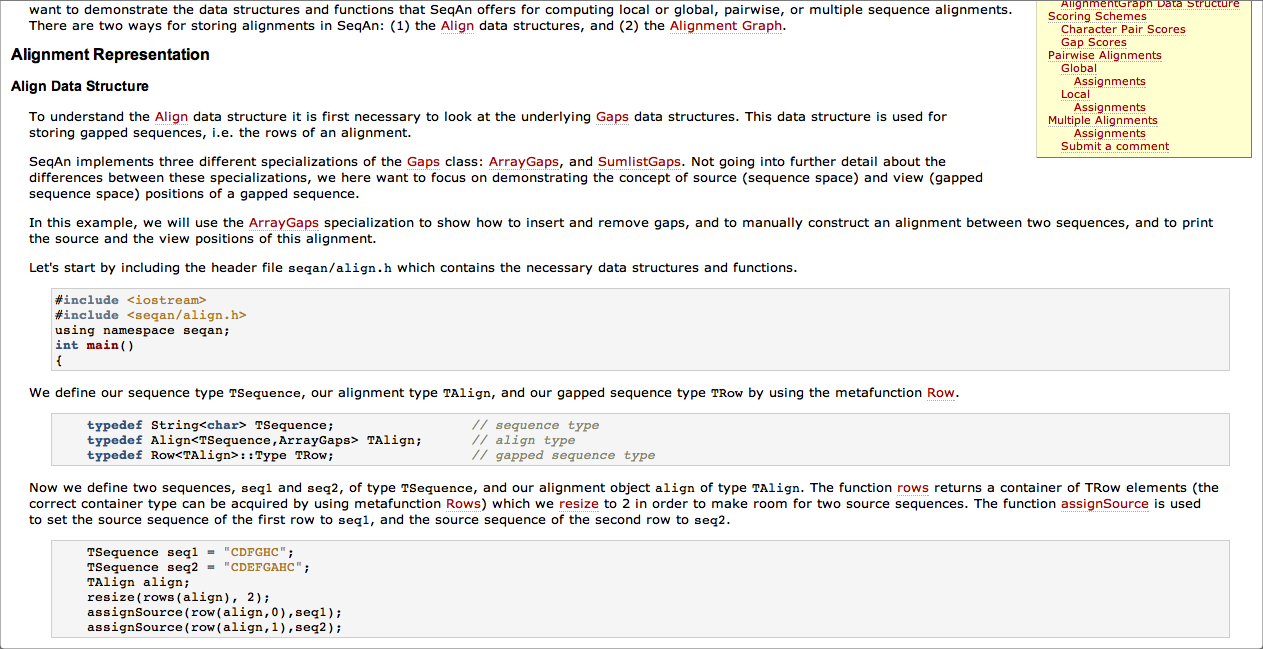 want to demonstrate the data structures and functions that SeqAn offers for computing local or global, pairwise, or multiple sequence alignments.
There are two ways for storing alignments in SeqAn: (1) the Align data structures, and (2) the Alignment Graph.
AlignmentGraph Data Structure
Scoring Schemes
Character Pair Scores
Gap Scores
Pairwise Alignments
Global
Assignments
Local
Assignments
Multiple Alignments
Assignments
Submit a comment
Alignment Representation
Align Data Structure
To understand the Align data structure it is first necessary to look at the underlying Gaps data structures. This data structure is used for
storing gapped sequences, i.e. the rows of an alignment.
SeqAn implements three different specializations of the Gaps class: ArrayGaps, and SumlistGaps. Not going into further detail about the
differences between these specializations, we here want to focus on demonstrating the concept of source (sequence space) and view (gapped
sequence space) positions of a gapped sequence.
In this example, we will use the ArrayGaps specialization to show how to insert and remove gaps, and to manually construct an alignment between two sequences, and to print
the source and the view positions of this alignment.
Let's start by including the header file seqan/align.h which contains the necessary data structures and functions.
#include <iostream>
#include <seqan/align.h>
using namespace seqan;
int main()
{
We define our sequence type TSequence, our alignment type TAlign, and our gapped sequence type TRow by using the metafunction Row.
typedef String<char> TSequence; // sequence type
typedef Align<TSequence,ArrayGaps> TAlign; // align type
typedef Row<TAlign>::Type TRow; // gapped sequence type
Now we define two sequences, seq1 and seq2, of type TSequence, and our alignment object align of type TAlign. The function rows returns a container of TRow elements (the
correct container type can be acquired by using metafunction Rows) which we resize to 2 in order to make room for two source sequences. The function assignSource is used
to set the source sequence of the first row to seq1, and the source sequence of the second row to seq2.
TSequence seq1 = "CDFGHC";
TSequence seq2 = "CDEFGAHC";
TAlign align;
resize(rows(align), 2);
assignSource(row(align,0),seq1);
assignSource(row(align,1),seq2);